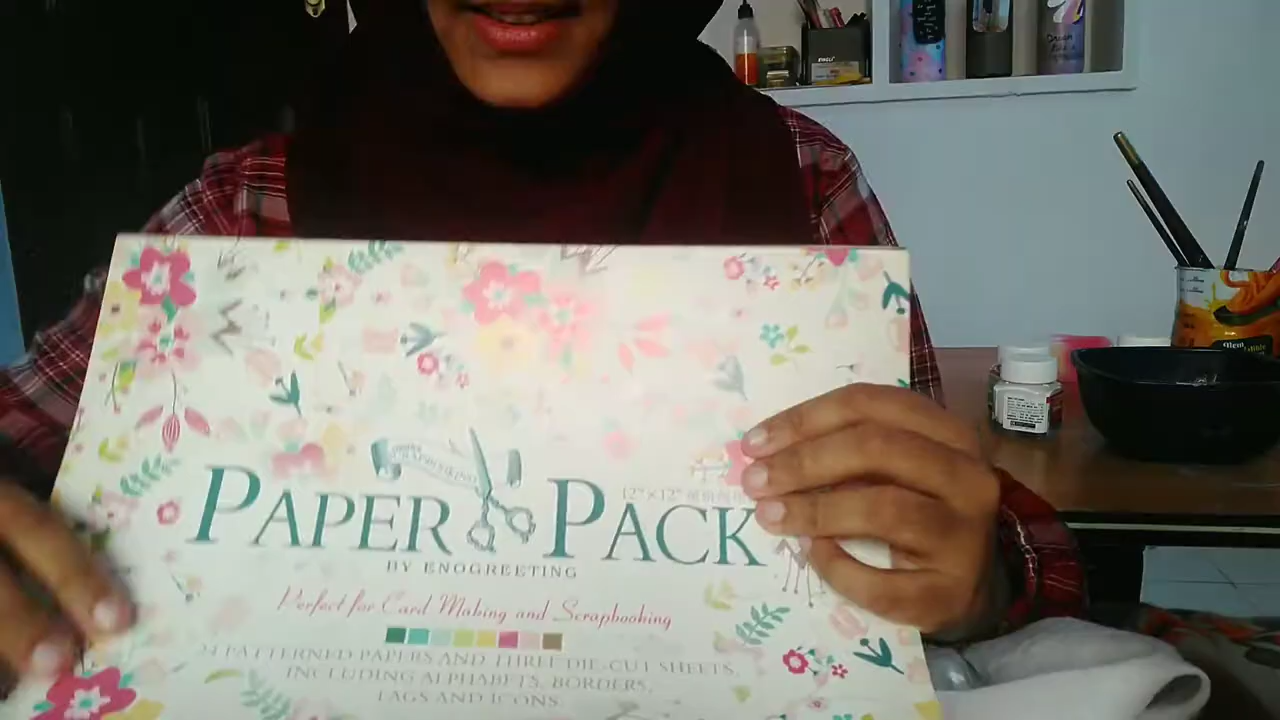 PAPER PACK
12"×12"
BY ENOGREETING
Perfect for Card Making and Scrapbooking
24 PATTERNED PAPERS AND THREE DIE-CUT SHEETS,
INCLUDING ALPHABETS, BORDERS,
TAGS AND ICONS
Dream